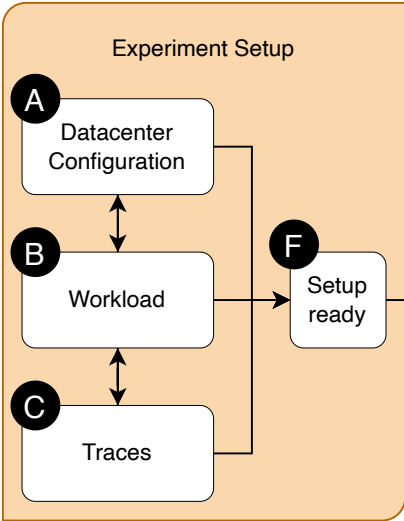 Experiment Setup
A
Datacenter
Configuration
B
Workload
F
Setup
ready
C
Traces